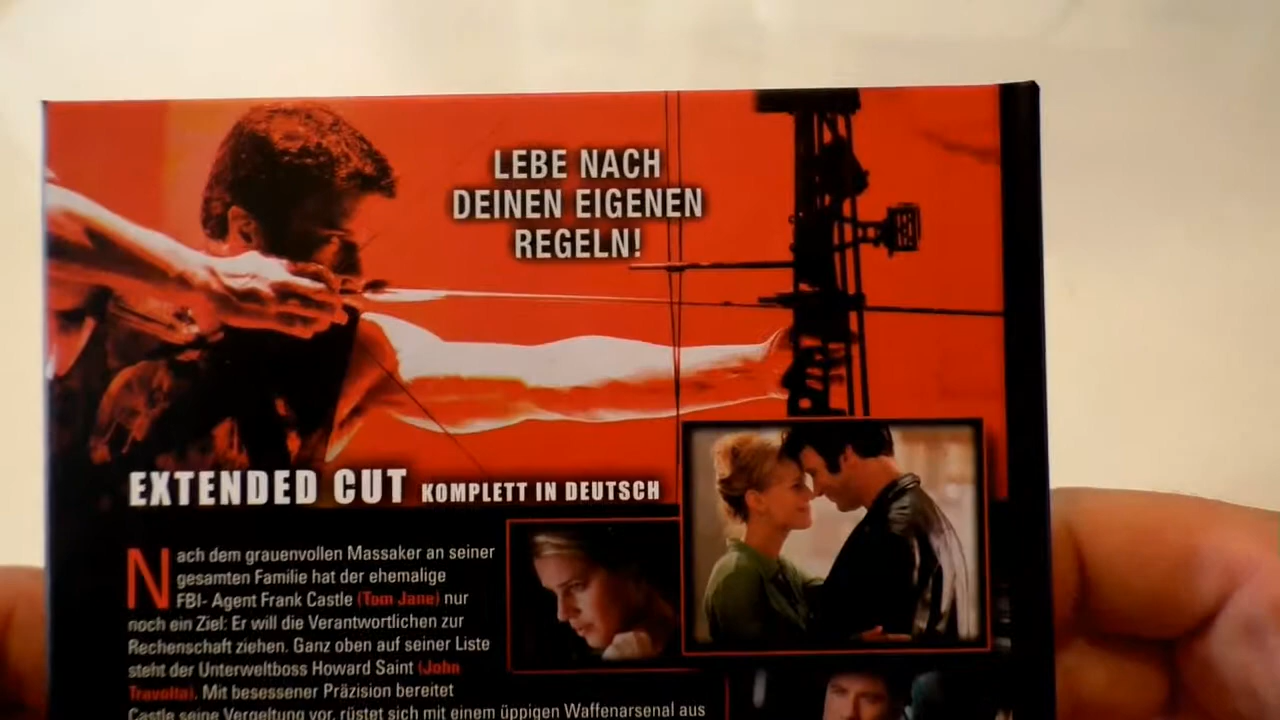 LEBE NACH
DEINEN EIGENEN
REGELN!
EXTENDED CUT KOMPLETT IN DEUTSCH
Nach dem grauenvollen Massaker an seiner
gesamten Familie hat der ehemalige
FBI- Agent Frank Castle (Tom Jane) nur
noch ein Ziel: Er will die Verantwortlichen zur
Rechenschaft ziehen. Ganz oben auf seiner Liste
steht der Unterweltboss Howard Saint (John
Travolta). Mit besessener Präzision bereitet
Castle seine Vergeltung vor, rüstet sich mit einem üppigen Waffenarsenal aus